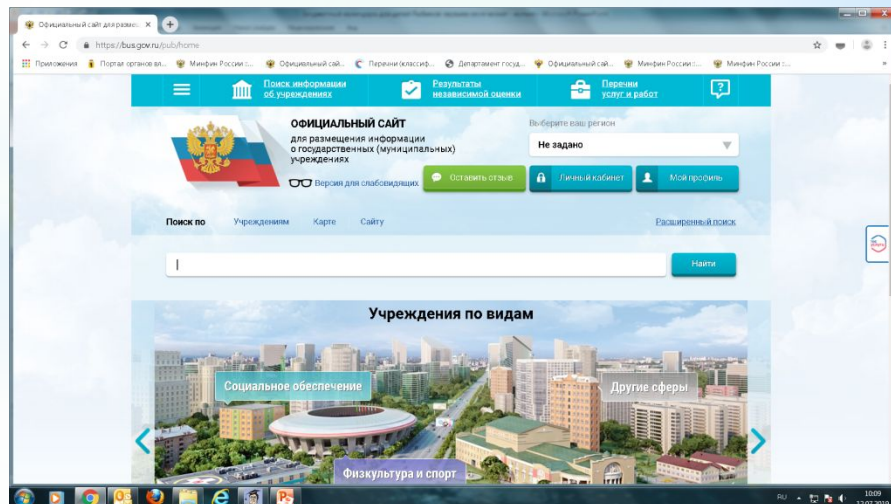 Официальный сайт для размещ
https://bus.gov.ru/pub/home
Приложения Портал органов вл... Минфин России :... Официальный сай... Перечни (классиф... Департамент госуд... Официальный сай... Минфин России :... Минфин России :... »
Поиск информации
об учреждениях
Результаты
независимой оценки
Перечни
услуг и работ
ОФИЦИАЛЬНЫЙ САЙТ
для размещения информации
о государственных (муниципальных)
учреждениях
Версия для слабовидящих
Выберите ваш регион
Не задано
Оставить отзыв
Личный кабинет
Мой профиль
Поиск по Учреждениям Карте Сайту Расширенный поиск
Найти
Учреждения по видам
Социальное обеспечение
Другие сферы
Физкультура и спорт
RU
10:09